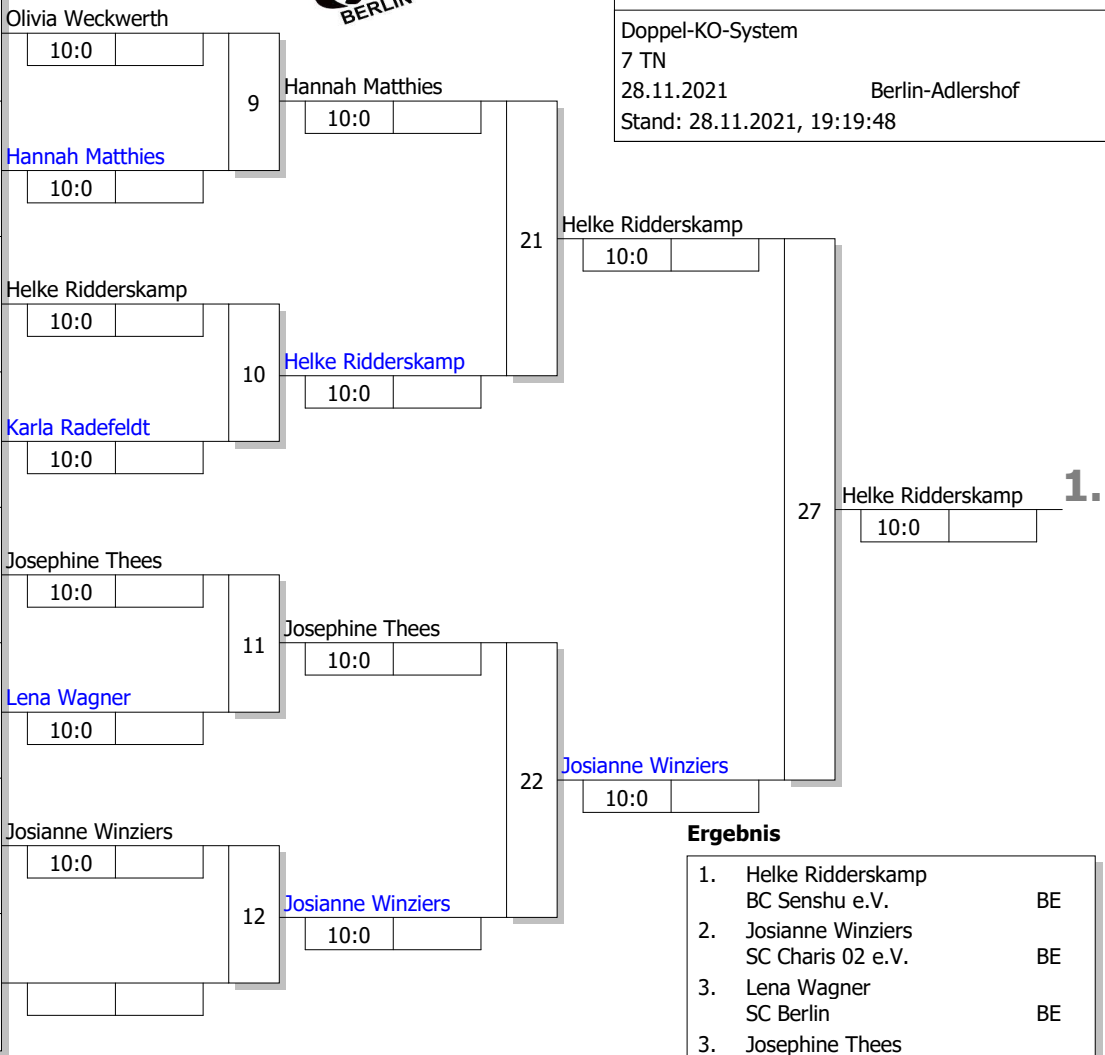 BERLIN
Doppel-KO-System
7 TN
28.11.2021 Berlin-Adlershof
Stand: 28.11.2021, 19:19:48
Olivia Weckwerth
10:0
9
Hannah Matthies
10:0
Hannah Matthies
10:0
21
Helke Ridderskamp
10:0
Helke Ridderskamp
10:0
10
Helke Ridderskamp
10:0
Karla Radefeldt
10:0
27
Helke Ridderskamp
1.
10:0
Josephine Thees
10:0
11
Josephine Thees
10:0
Lena Wagner
10:0
22
Josianne Winziers
10:0
Josianne Winziers
10:0
12
Josianne Winziers
10:0
Ergebnis
1. Helke Ridderskamp
BC Senshu e.V. BE
2. Josianne Winziers
SC Charis 02 e.V. BE
3. Lena Wagner
SC Berlin BE
3. Josephine Thees